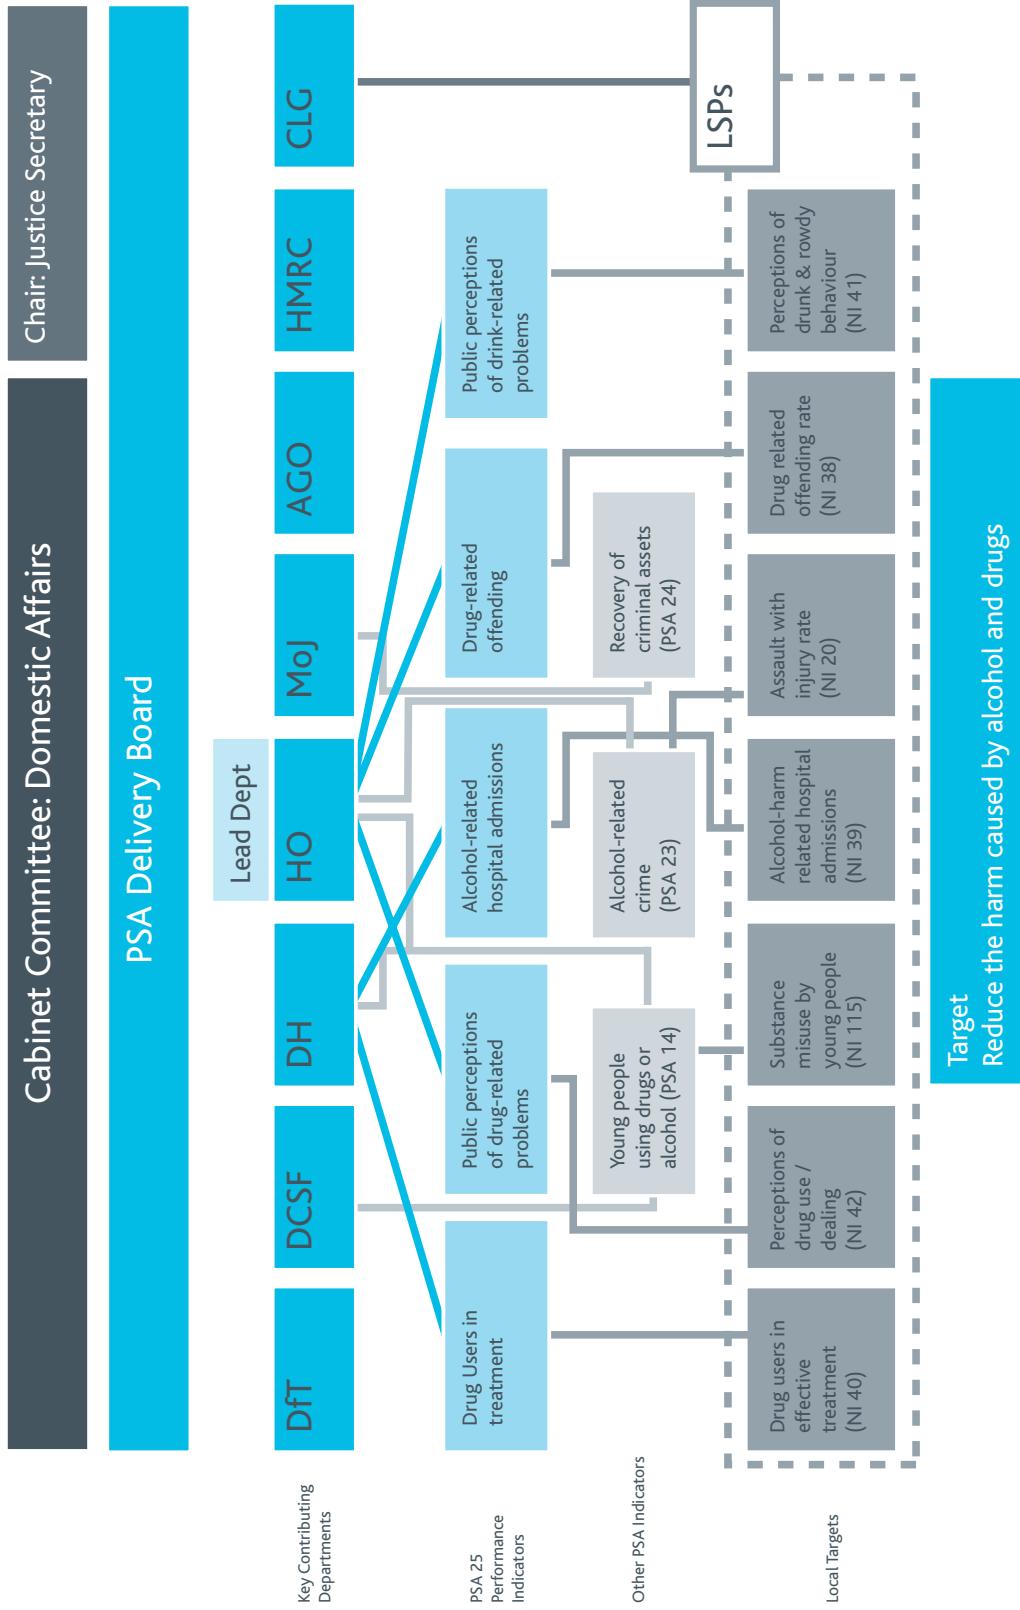 Cabinet Committee: Domestic Affairs
Chair: Justice Secretary
PSA Delivery Board
Lead Dept
Key Contributing
Departments
DfT
DCSF
DH
HO
MoJ
AGO
HMRC
CLG
PSA 25
Performance
Indicators
Drug Users in
treatment
Public perceptions
of drug-related
problems
Alcohol-related
hospital admissions
Drug-related
offending
Public perceptions
of drink-related
problems
Other PSA Indicators
Young people
using drugs or
alcohol (PSA 14)
Alcohol-related
crime
(PSA 23)
Recovery of
criminal assets
(PSA 24)
LSPs
Local Targets
Drug users in
effective
treatment
(NI 40)
Perceptions of
drug use /
dealing
(NI 42)
Substance
misuse by
young people
(NI 115)
Alcohol-harm
related hospital
admissions
(NI 39)
Assault with
injury rate
(NI 20)
Drug related
offending rate
(NI 38)
Perceptions of
drunk & rowdy
behaviour
(NI 41)
Target
Reduce the harm caused by alcohol and drugs